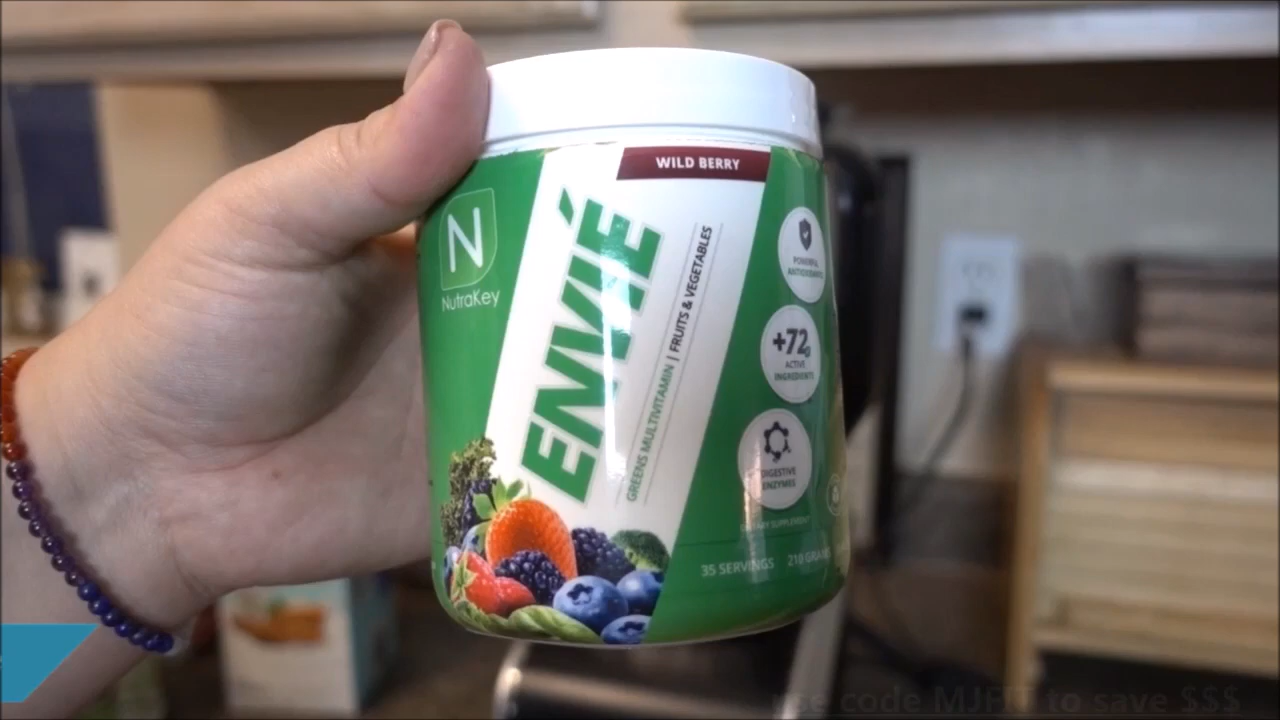 WILD BERRY
N
NutraKey
ENVIÉ
GREENS MULTIVITAMIN | FRUITS & VEGETABLES
POWERFUL
ANTIOXIDANTS
+72
ACTIVE
INGREDIENTS
DIGESTIVE
ENZYMES
DIETARY SUPPLEMENT
35 SERVINGS 210 GRAMS
use code MJFIT to save $$$